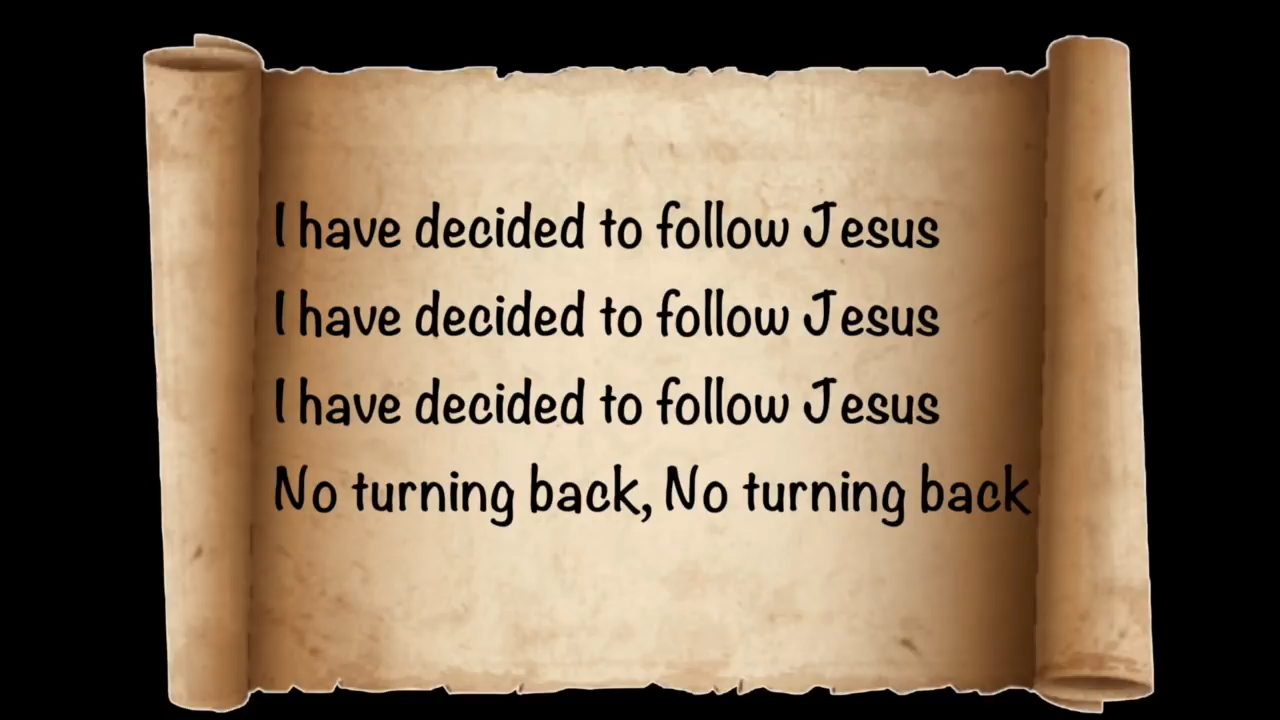 I have decided to follow Jesus
I have decided to follow Jesus
I have decided to follow Jesus
No turning back, No turning back